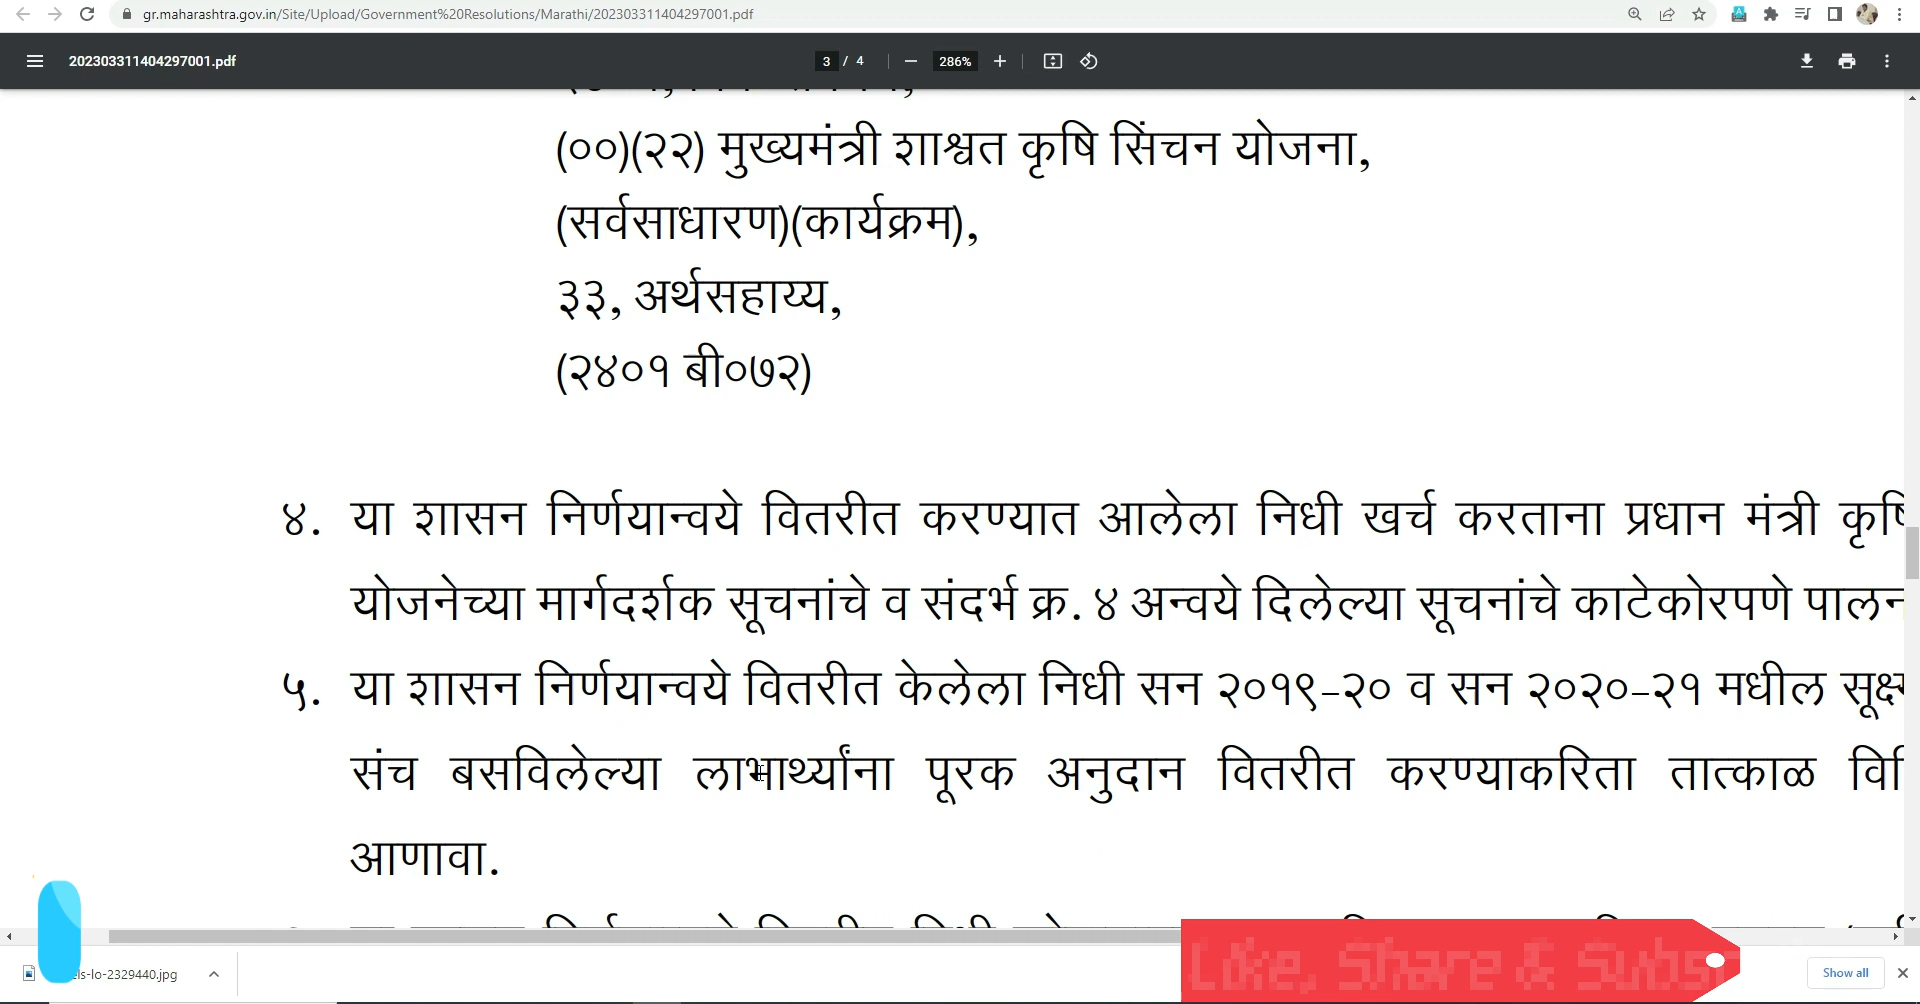 gr.maharashtra.gov.in/Site/Upload/Government%20Resolutions/Marathi/202303311404297001.pdf
202303311404297001.pdf
3 / 4
286%
(००)(२२) मुख्यमंत्री शाश्वत कृषि सिंचन योजना,
(सर्वसाधारण)(कार्यक्रम),
३३, अर्थसहाय्य,
(२४०१ बी०७२)
४. या शासन निर्णयान्वये वितरीत करण्यात आलेला निधी खर्च करताना प्रधान मंत्री
योजनेच्या मार्गदर्शक सूचनांचे व संदर्भ क्र. ४ अन्वये दिलेल्या सूचनांचे काटेकोरपणे
५. या शासन निर्णयान्वये वितरीत केलेला निधी सन २०१९-२० व सन २०२०-२१ मधील
संच बसविलेल्या लाभार्थ्यांना पूरक अनुदान वितरीत करण्याकरिता तात्काळ
आणावा.
els-lo-2329440.jpg
Like, Share & Subs
Show all